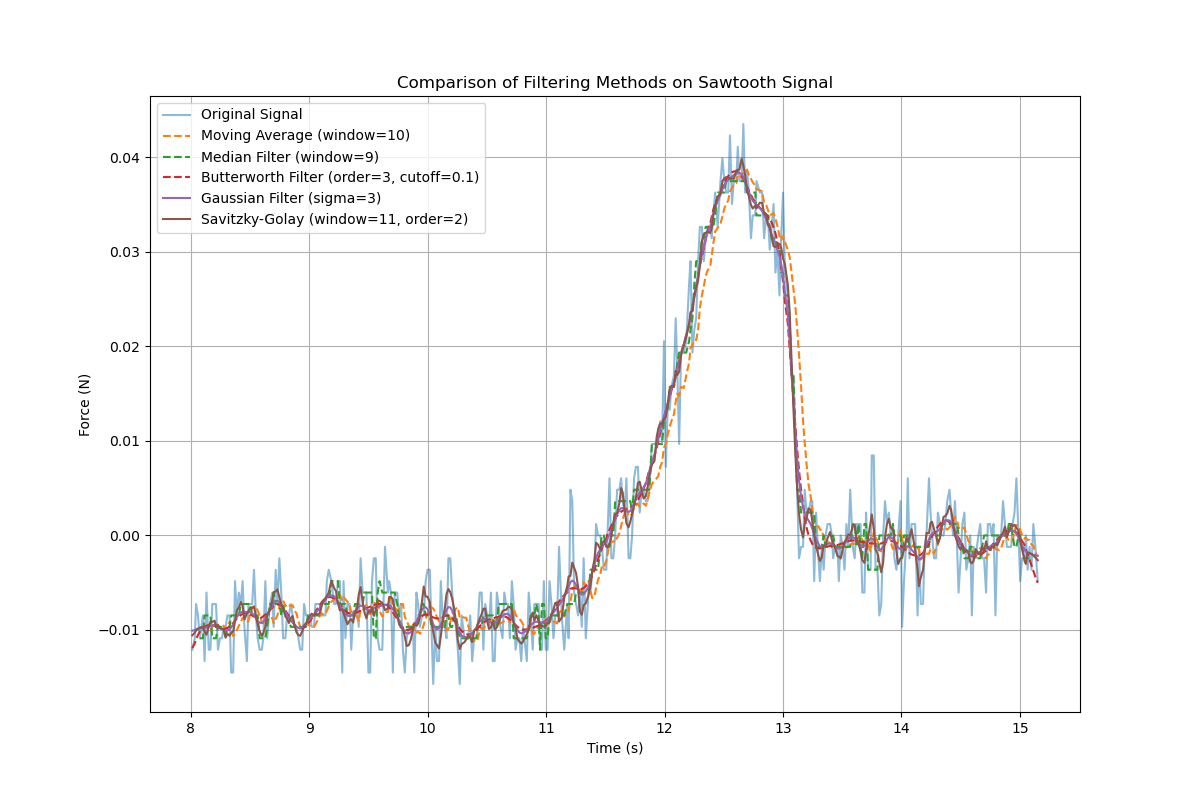 Comparison of Filtering Methods on Sawtooth Signal
Original Signal
Moving Average (window=10)
Median Filter (window=9)
Butterworth Filter (order=3, cutoff=0.1)
Gaussian Filter (sigma=3)
Savitzky-Golay (window=11, order=2)
0.04
0.03
0.02
0.01
0.00
−0.01
Force (N)
8 9 10 11 12 13 14 15
Time (s)